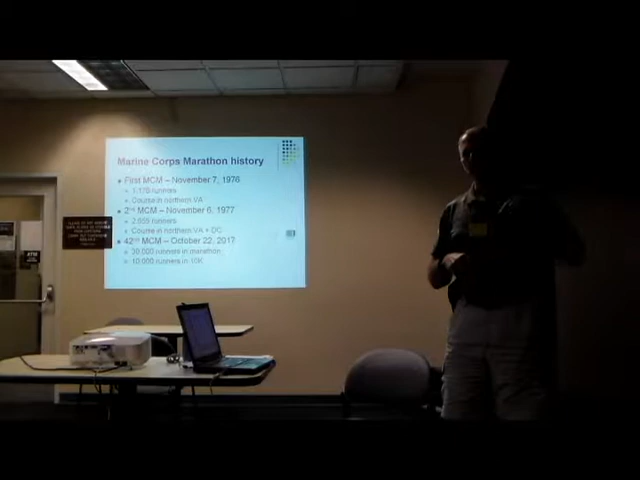 Marine Corps Marathon history
First MCM – November 7, 1976
1,175 runners
Course in northern VA
2nd MCM – November 6, 1977
2,655 runners
Course in northern VA + DC
42nd MCM – October 22, 2017
30,000 runners in marathon
10,000 runners in 10K